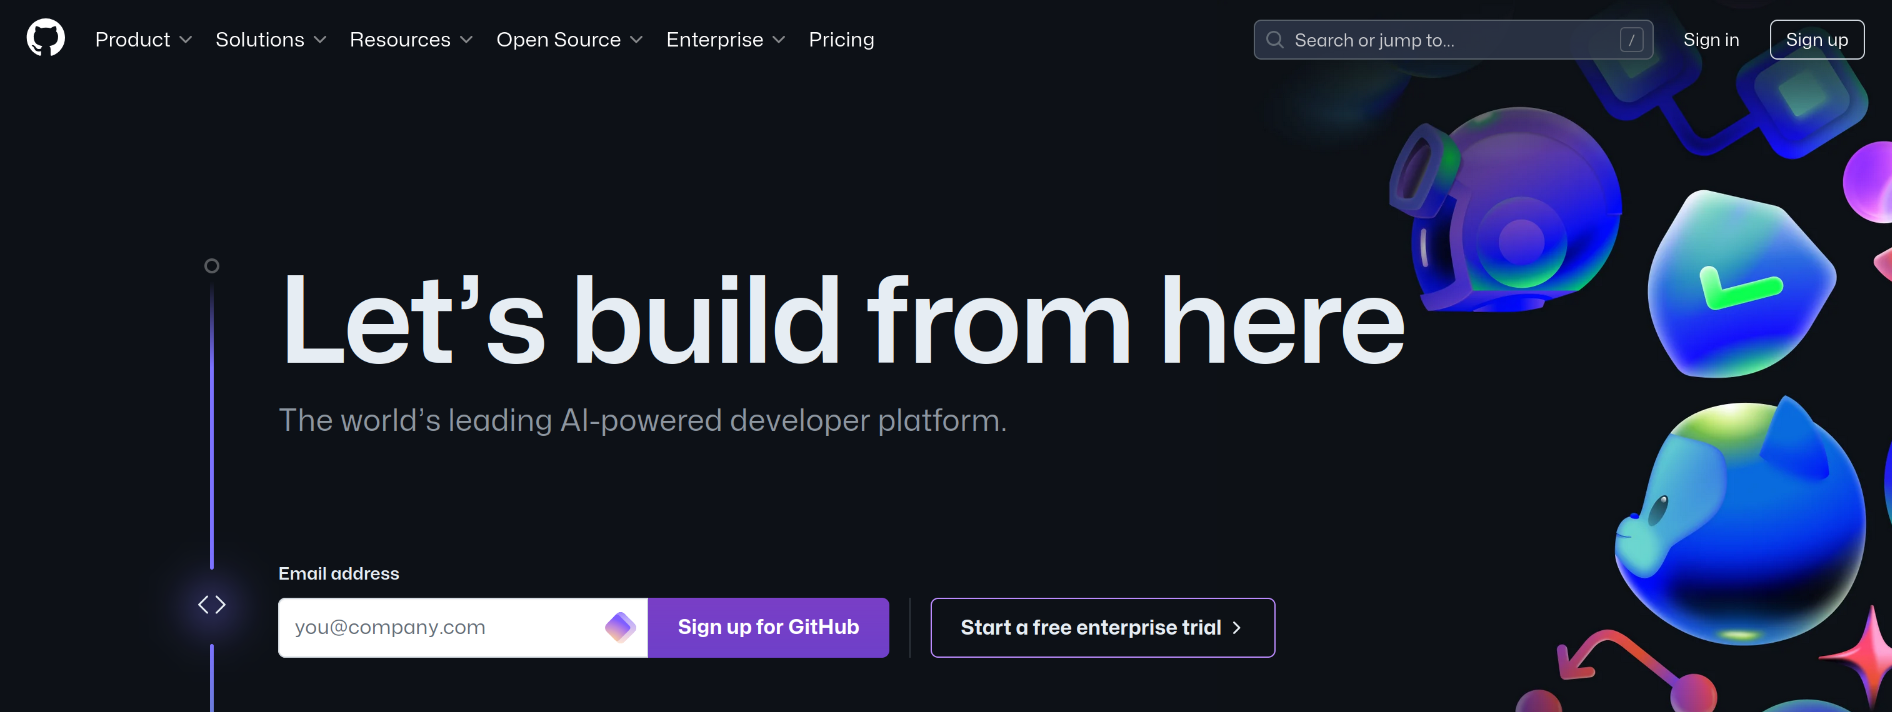 Product Solutions Resources Open Source Enterprise Pricing Search or jump to... / Sign in Sign up
Let’s build from here
The world’s leading AI-powered developer platform.
Email address
you@company.com Sign up for GitHub Start a free enterprise trial